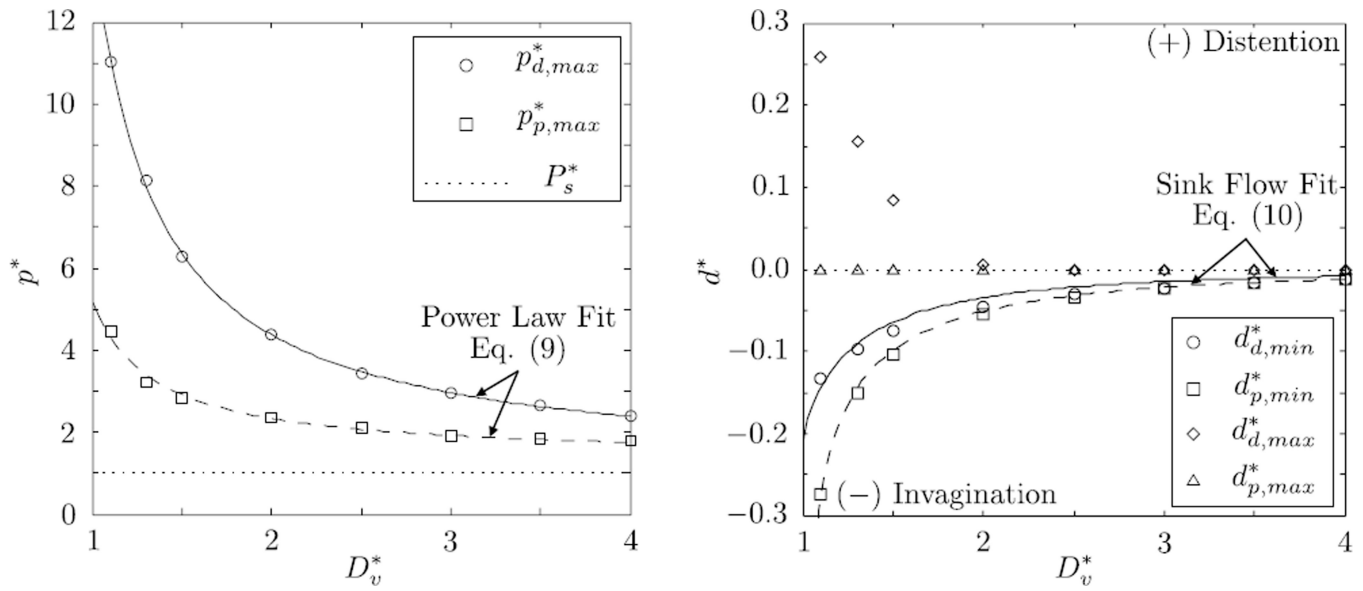 12
10
8
6
4
2
0
p*
p*d,max
p*p,max
P*s
Power Law Fit
Eq. (9)
1
2
3
4
D*v
0.3
0.2
0.1
0.0
−0.1
−0.2
−0.3
d*
(+) Distention
Sink Flow Fit
Eq. (10)
d*d,min
d*p,min
d*d,max
d*p,max
(−) Invagination
1
2
3
4
D*v